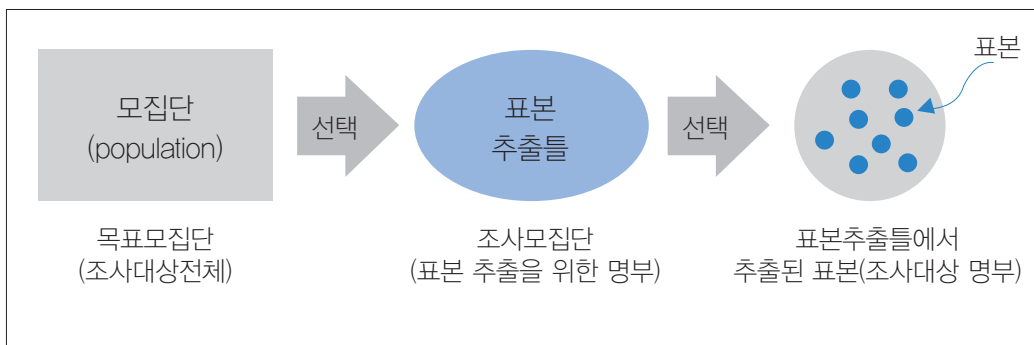 표본
모집단
(population)
선택
표본
추출틀
선택
목표모집단
(조사대상전체)
조사모집단
(표본 추출을 위한 명부)
표본추출틀에서
추출된 표본(조사대상 명부)